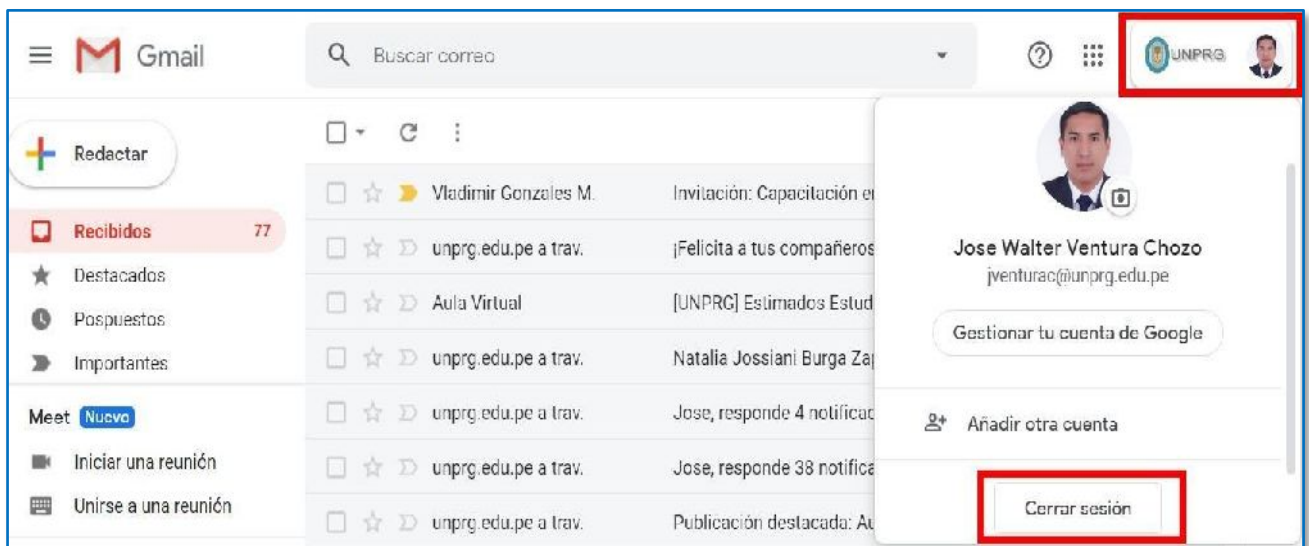 Gmail
Buscar correo
UNPRG
Redactar
Recibidos 77
Destacados
Pospuestos
Importantes
Meet Nuevo
Iniciar una reunión
Unirse a una reunión
Vladimir Gonzales M. Invitación: Capacitación e
unprg.edu.pe a trav. ¡Felicita a tus compañeros
Aula Virtual [UNPRG] Estimados Estud
unprg.edu.pe a trav. Natalia Jossiani Burga Za
unprg.edu.pe a trav. Jose, responde 4 notificac
unprg.edu.pe a trav. Jose, responde 38 notifica
unprg.edu.pe a trav. Publicación destacada: Au
Jose Walter Ventura Chozo
jventurac@unprg.edu.pe
Gestionar tu cuenta de Google
Añadir otra cuenta
Cerrar sesión